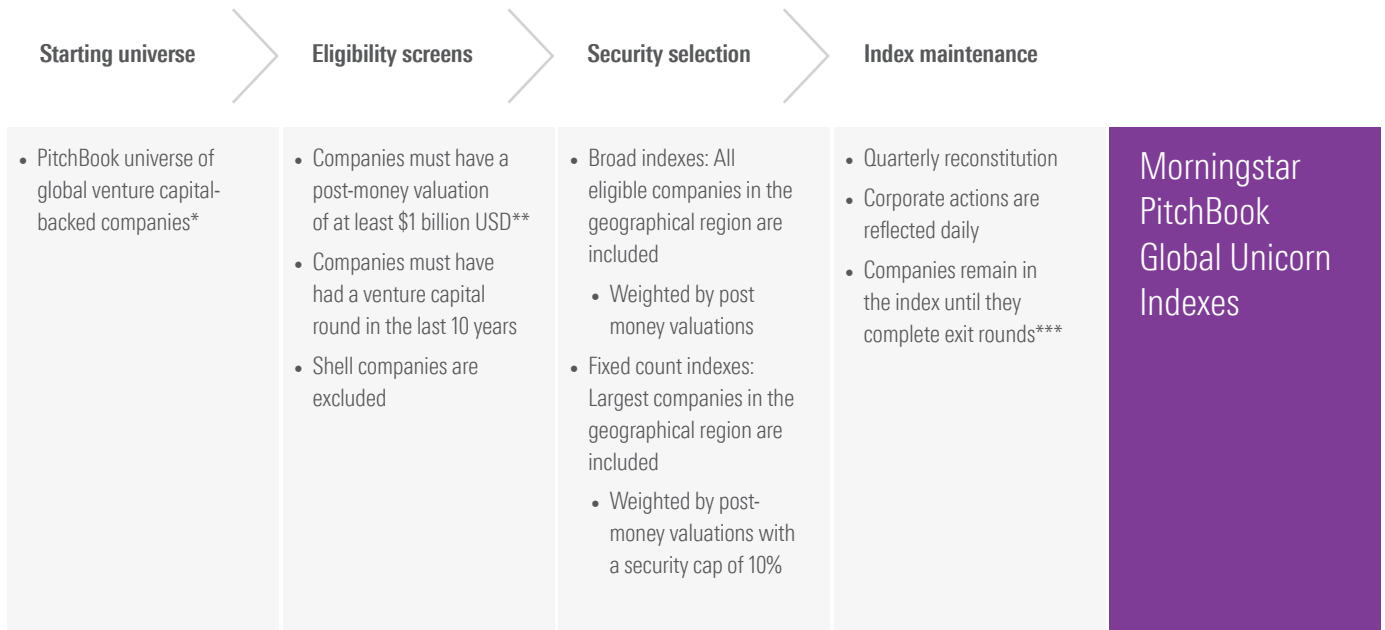 Starting universe
Eligibility screens
Security selection
Index maintenance
• PitchBook universe of
global venture capital-
backed companies*
• Companies must have a
post-money valuation
of at least $1 billion USD**
• Companies must have
had a venture capital
round in the last 10 years
• Shell companies are
excluded
• Broad indexes: All
eligible companies in the
geographical region are
included
• Weighted by post
money valuations
• Fixed count indexes:
Largest companies in the
geographical region are
included
• Weighted by post-
money valuations with
a security cap of 10%
• Quarterly reconstitution
• Corporate actions are
reflected daily
• Companies remain in
the index until they
complete exit rounds***
Morningstar
PitchBook
Global Unicorn
Indexes